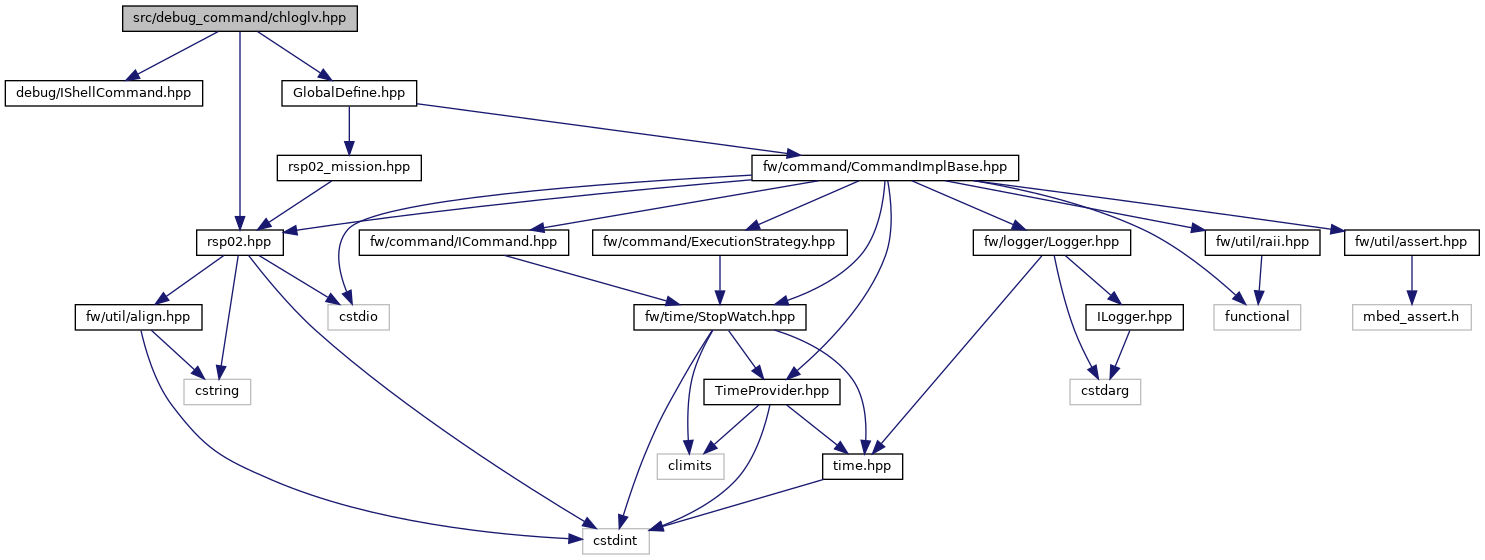 src/debug_command/chloglv.hpp
debug/IShellCommand.hpp
GlobalDefine.hpp
rsp02_mission.hpp
fw/command/CommandImplBase.hpp
rsp02.hpp
fw/command/ICommand.hpp
fw/command/ExecutionStrategy.hpp
fw/logger/Logger.hpp
fw/util/raii.hpp
fw/util/assert.hpp
fw/util/align.hpp
cstdio
fw/time/StopWatch.hpp
ILogger.hpp
functional
mbed_assert.h
cstring
TimeProvider.hpp
cstdarg
climits
time.hpp
cstdint